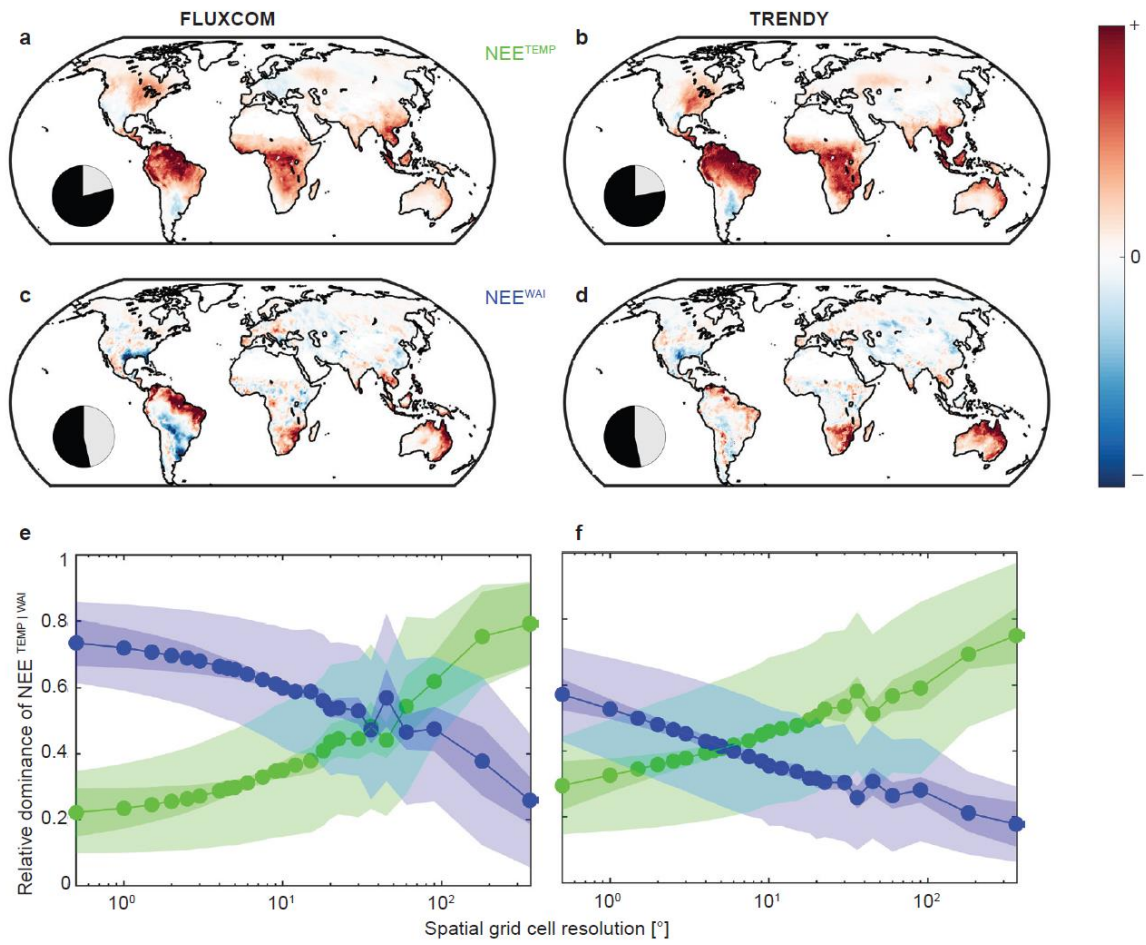 FLUXCOM
TRENDY
a
b
NEE^TEMP
+
0
−
c
d
NEE^WAI
e
f
Relative dominance of NEE ^TEMP | WAI
1
0.8
0.6
0.4
0.2
0
10^0
10^1
10^2
10^0
10^1
10^2
Spatial grid cell resolution [°]